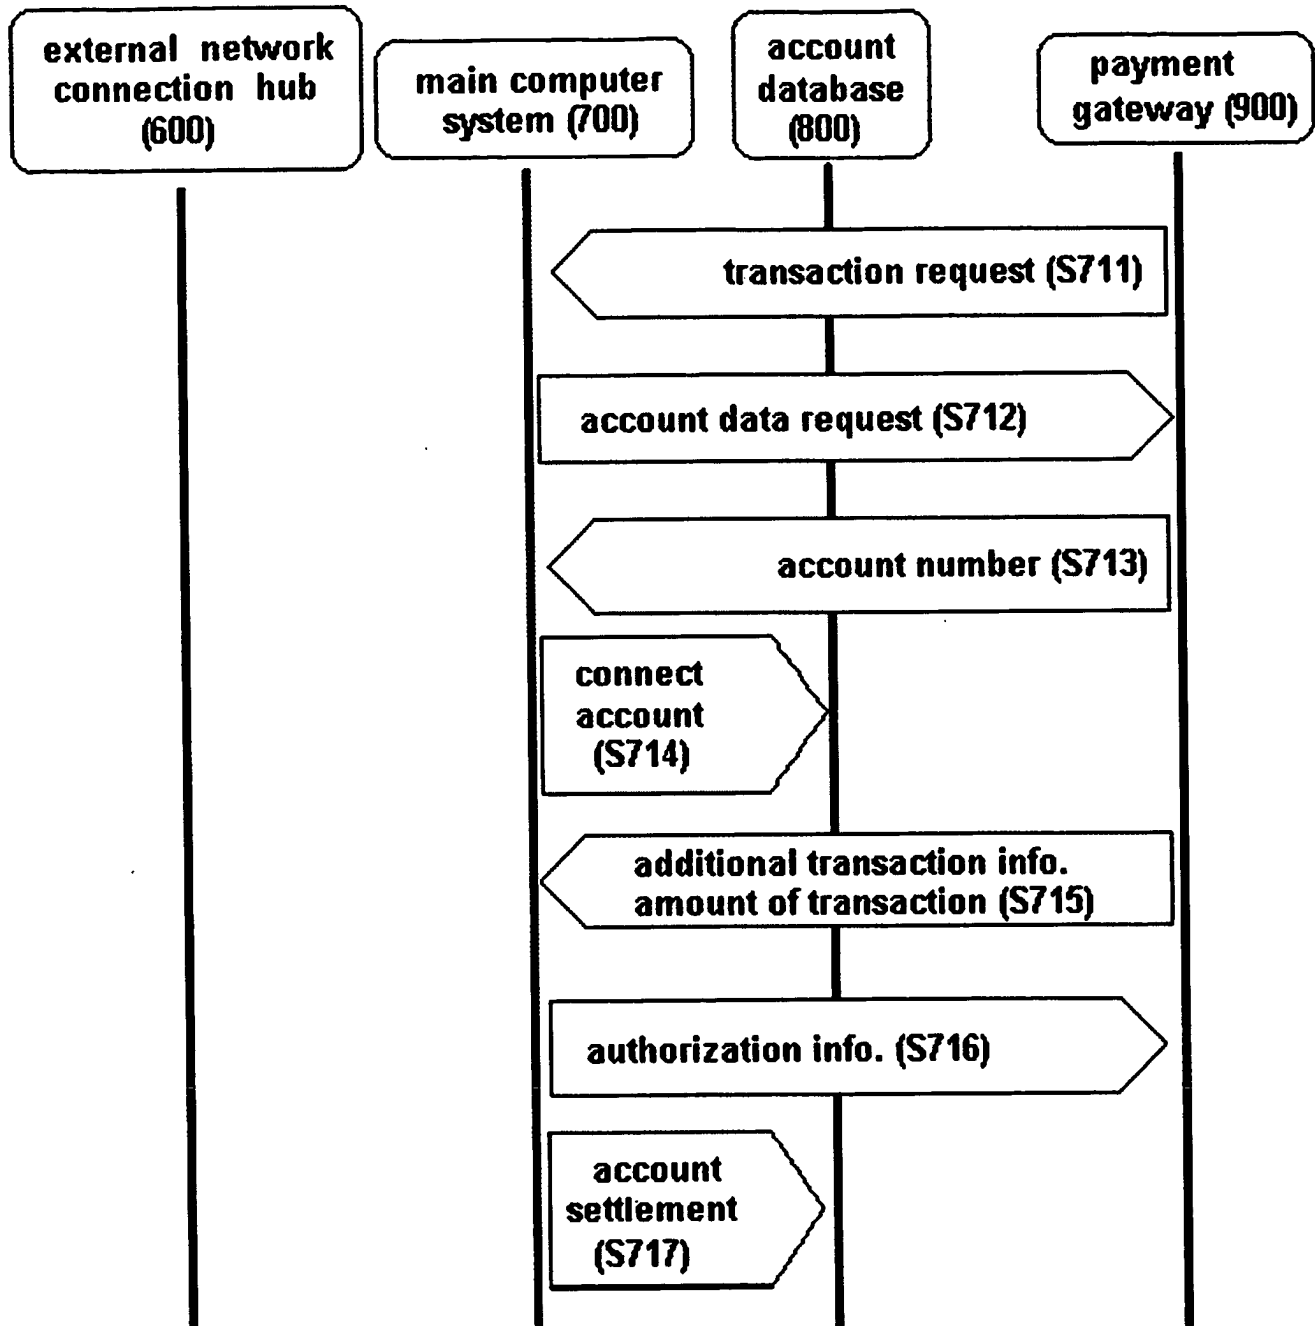 external network
connection hub
(600)
main computer
system (700)
account
database
(800)
payment
gateway (900)
transaction request (S711)
account data request (S712)
account number (S713)
connect
account
(S714)
additional transaction info.
amount of transaction (S715)
authorization info. (S716)
account
settlement
(S717)